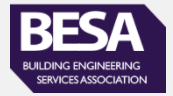 BESA
BUILDING ENGINEERING
SERVICES ASSOCIATION